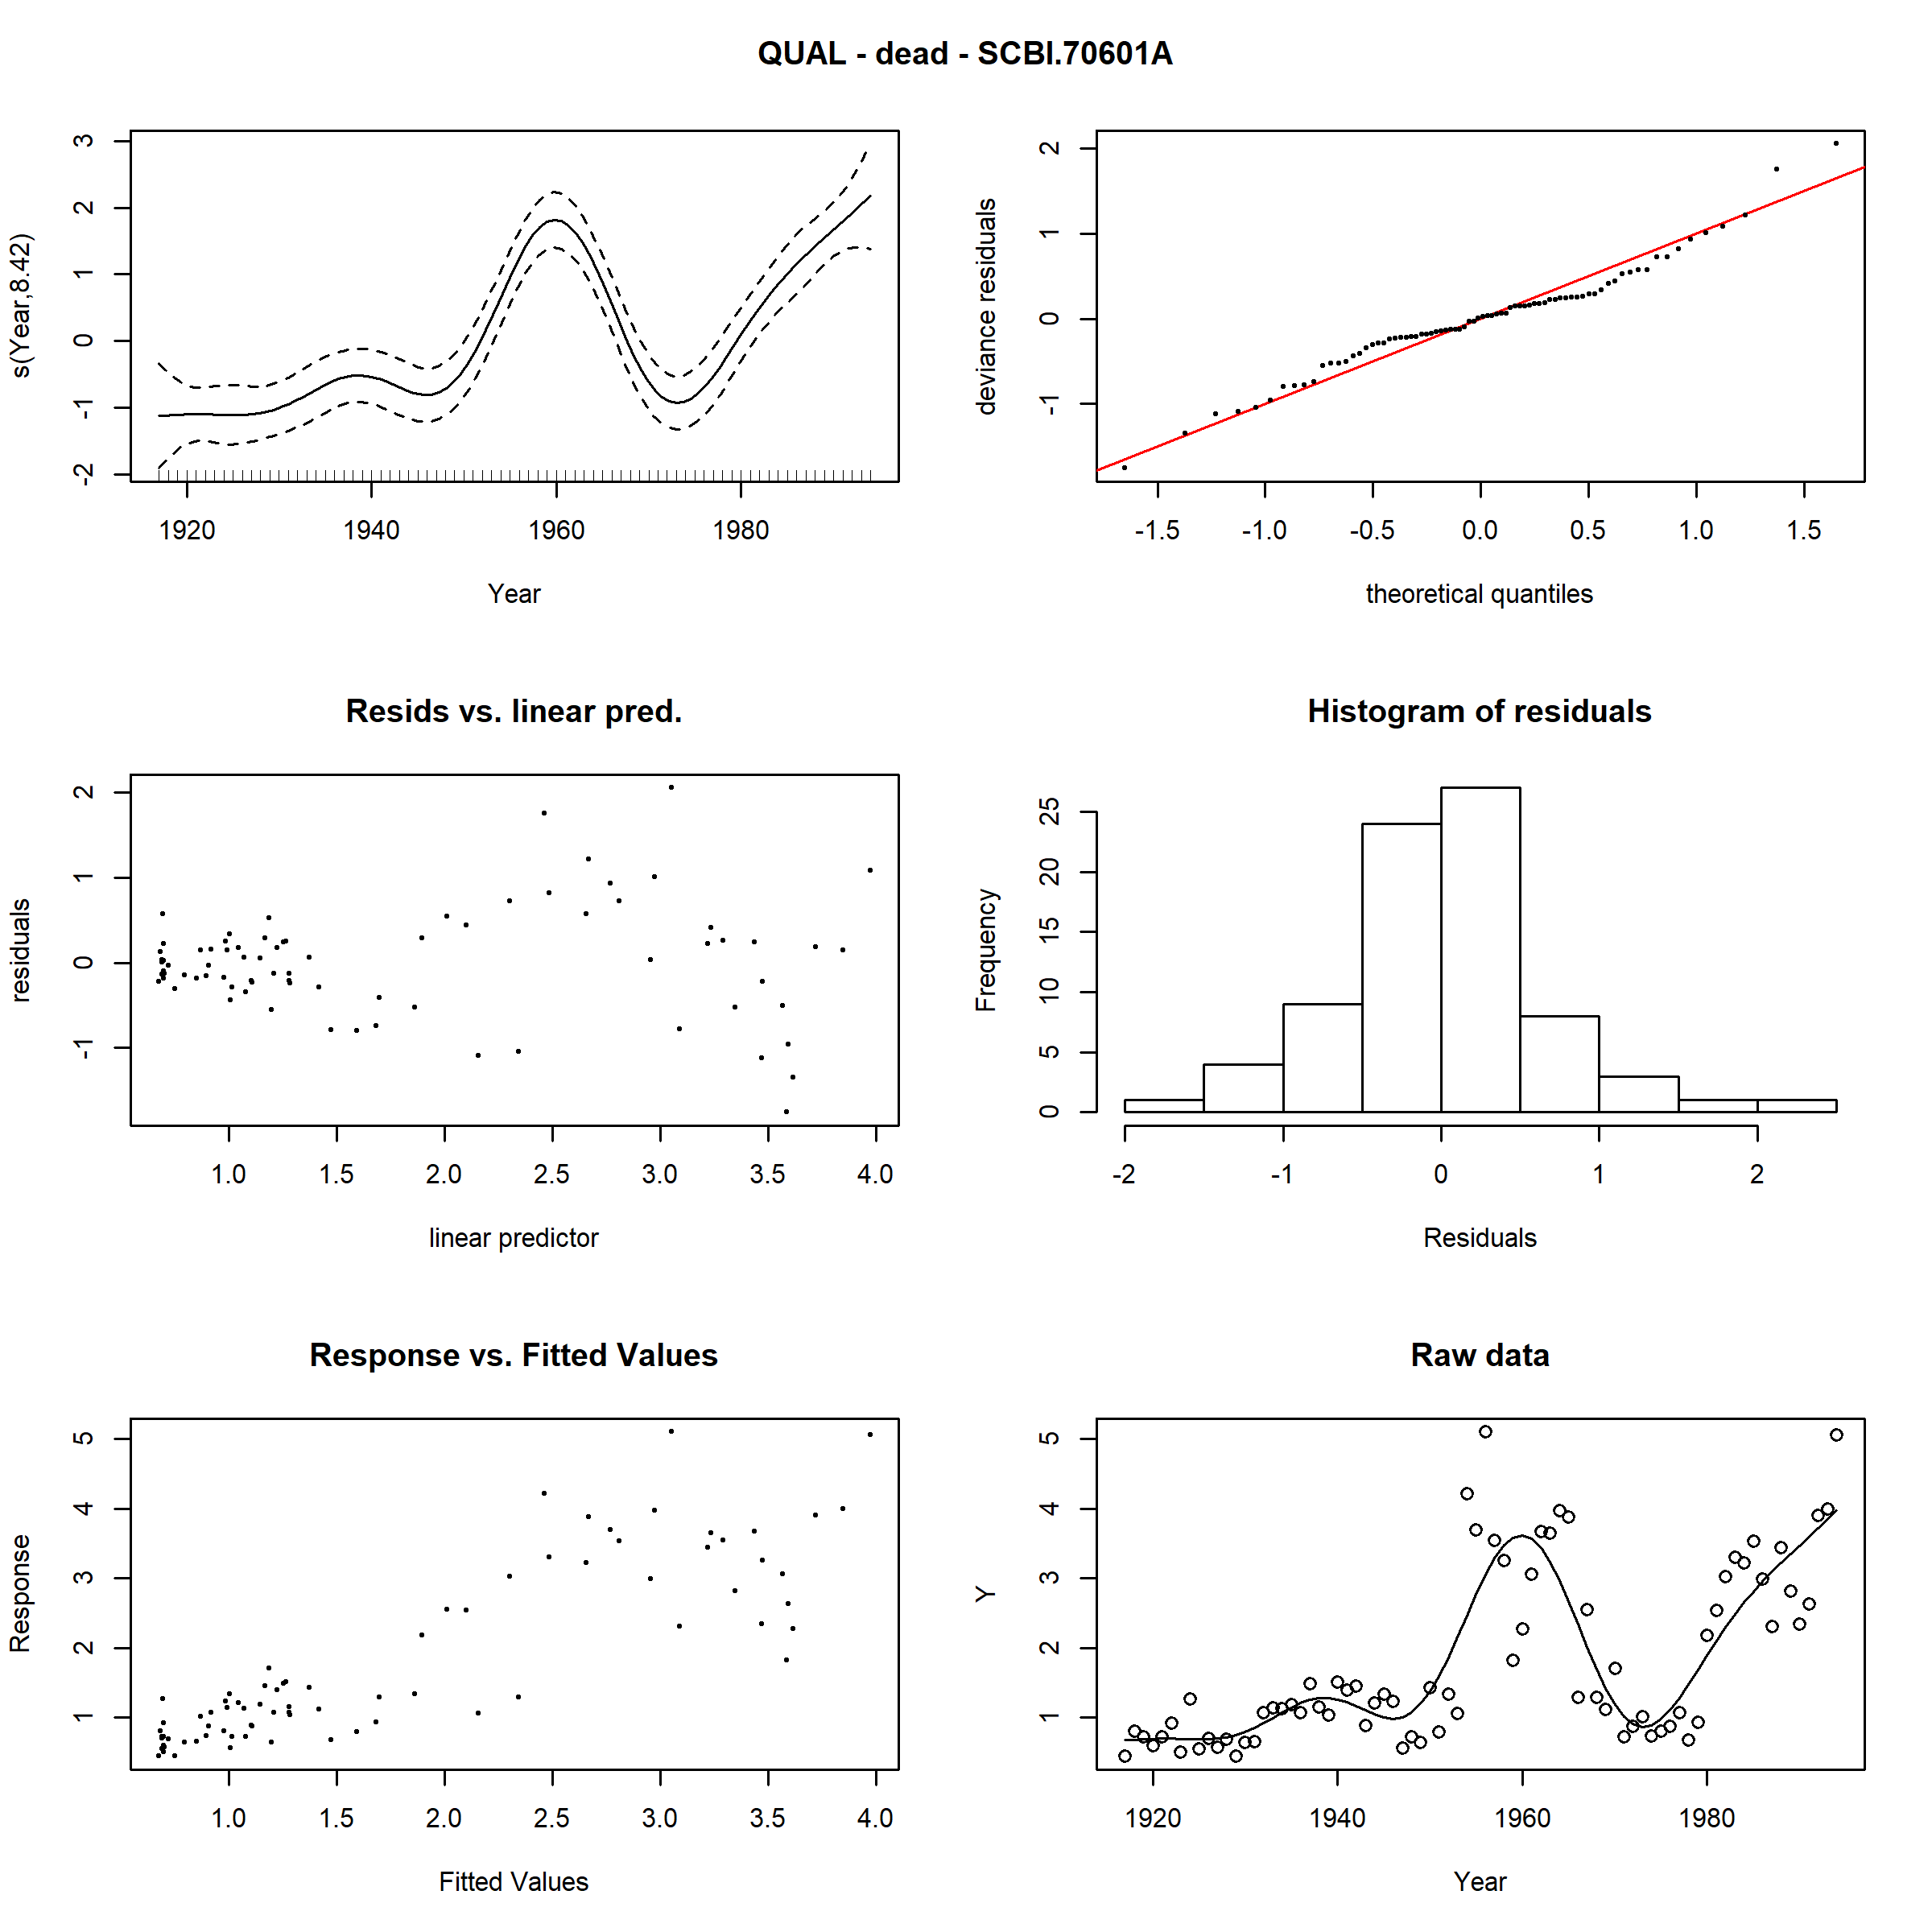 QUAL - dead - SCBI.70601A
s(Year,8.42)
3
2
1
0
-1
-2
1920 1940 1960 1980
Year
deviance residuals
2
1
0
-1
-1.5 -1.0 -0.5 0.0 0.5 1.0 1.5
theoretical quantiles
Resids vs. linear pred.
residuals
2
1
0
-1
1.0 1.5 2.0 2.5 3.0 3.5 4.0
linear predictor
Histogram of residuals
Frequency
25
20
15
10
5
0
-2 -1 0 1 2
Residuals
Response vs. Fitted Values
Response
5
4
3
2
1
1.0 1.5 2.0 2.5 3.0 3.5 4.0
Fitted Values
Raw data
Y
5
4
3
2
1
1920 1940 1960 1980
Year